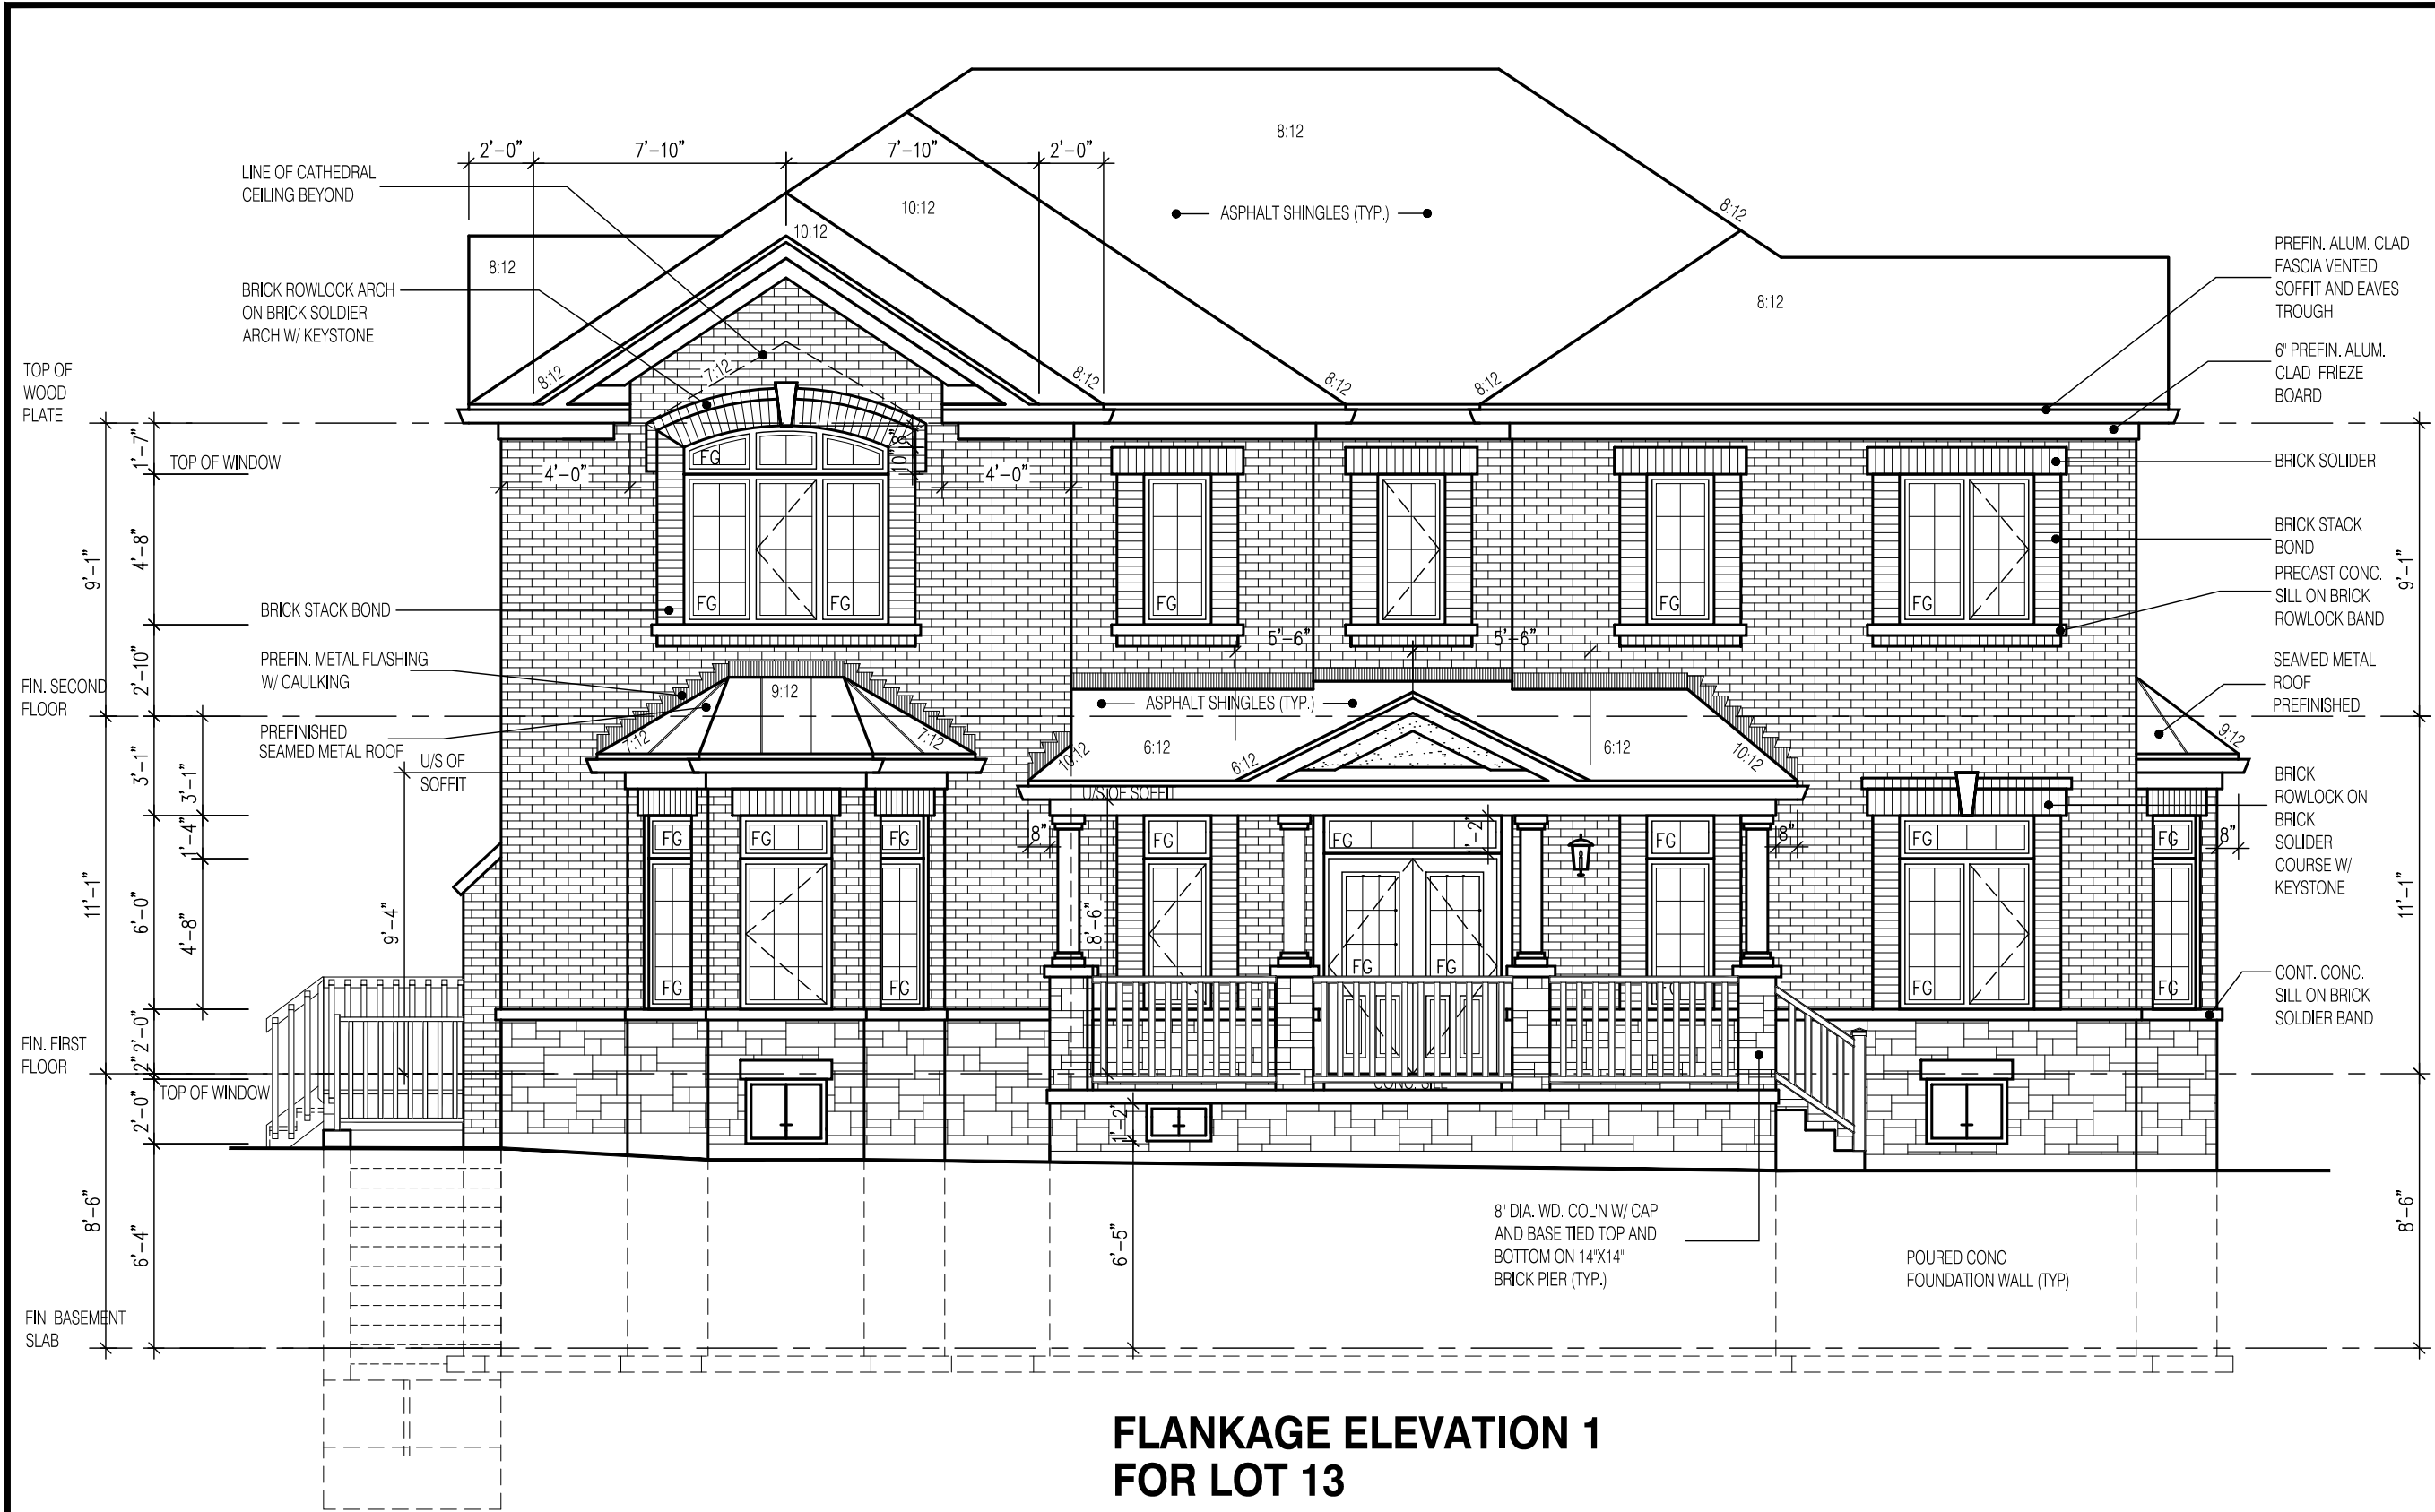 8:12
2'-0"
7'-10"
7'-10"
2'-0"
LINE OF CATHEDRAL
CEILING BEYOND
10:12
ASPHALT SHINGLES (TYP.)
8:12
10:12
8:12
8:12
BRICK ROWLOCK ARCH
ON BRICK SOLDIER
ARCH W/ KEYSTONE
PREFIN. ALUM. CLAD
FASCIA VENTED
SOFFIT AND EAVES
TROUGH
6" PREFIN. ALUM.
CLAD FRIEZE
BOARD
TOP OF
WOOD
PLATE
8:12
7:12
8:12
8:12
8:12
1'-7"
TOP OF WINDOW
FG
10"
8"
4'-0"
4'-0"
BRICK SOLIDER
9'-1"
4'-8"
BRICK STACK
BOND
9'-1"
PRECAST CONC.
SILL ON BRICK
ROWLOCK BAND
BRICK STACK BOND
FG
FG
FG
FG
FG
5'-6"
5'-6"
2'-10"
PREFIN. METAL FLASHING
W/ CAULKING
SEAMED METAL
ROOF
PREFINISHED
FIN. SECOND
FLOOR
9:12
ASPHALT SHINGLES (TYP.)
PREFINISHED
SEAMED METAL ROOF
7:12
7:12
10:12
6:12
6:12
6:12
10:12
9:12
3'-1"
3'-1"
U/S OF
SOFFIT
U/S OF SOFFIT
BRICK
ROWLOCK ON
BRICK
SOLIDER
COURSE W/
KEYSTONE
1'-4"
FG
FG
FG
8"
FG
FG
1'-2"
FG
8"
FG
FG
8"
11'-1"
6'-0"
4'-8"
9'-4"
8'-6"
11'-1"
FG
FG
FG
FG
FG
FG
FG
CONT. CONC.
SILL ON BRICK
SOLDIER BAND
2'-0"
FIN. FIRST
FLOOR
2"
TOP OF WINDOW
CONC. SILL
2'-0"
1'-2"
8'-6"
6'-4"
6'-5"
8" DIA. WD. COL'N W/ CAP
AND BASE TIED TOP AND
BOTTOM ON 14"X14"
BRICK PIER (TYP.)
POURED CONC
FOUNDATION WALL (TYP)
8'-6"
FIN. BASEMENT
SLAB
FLANKAGE ELEVATION 1
FOR LOT 13